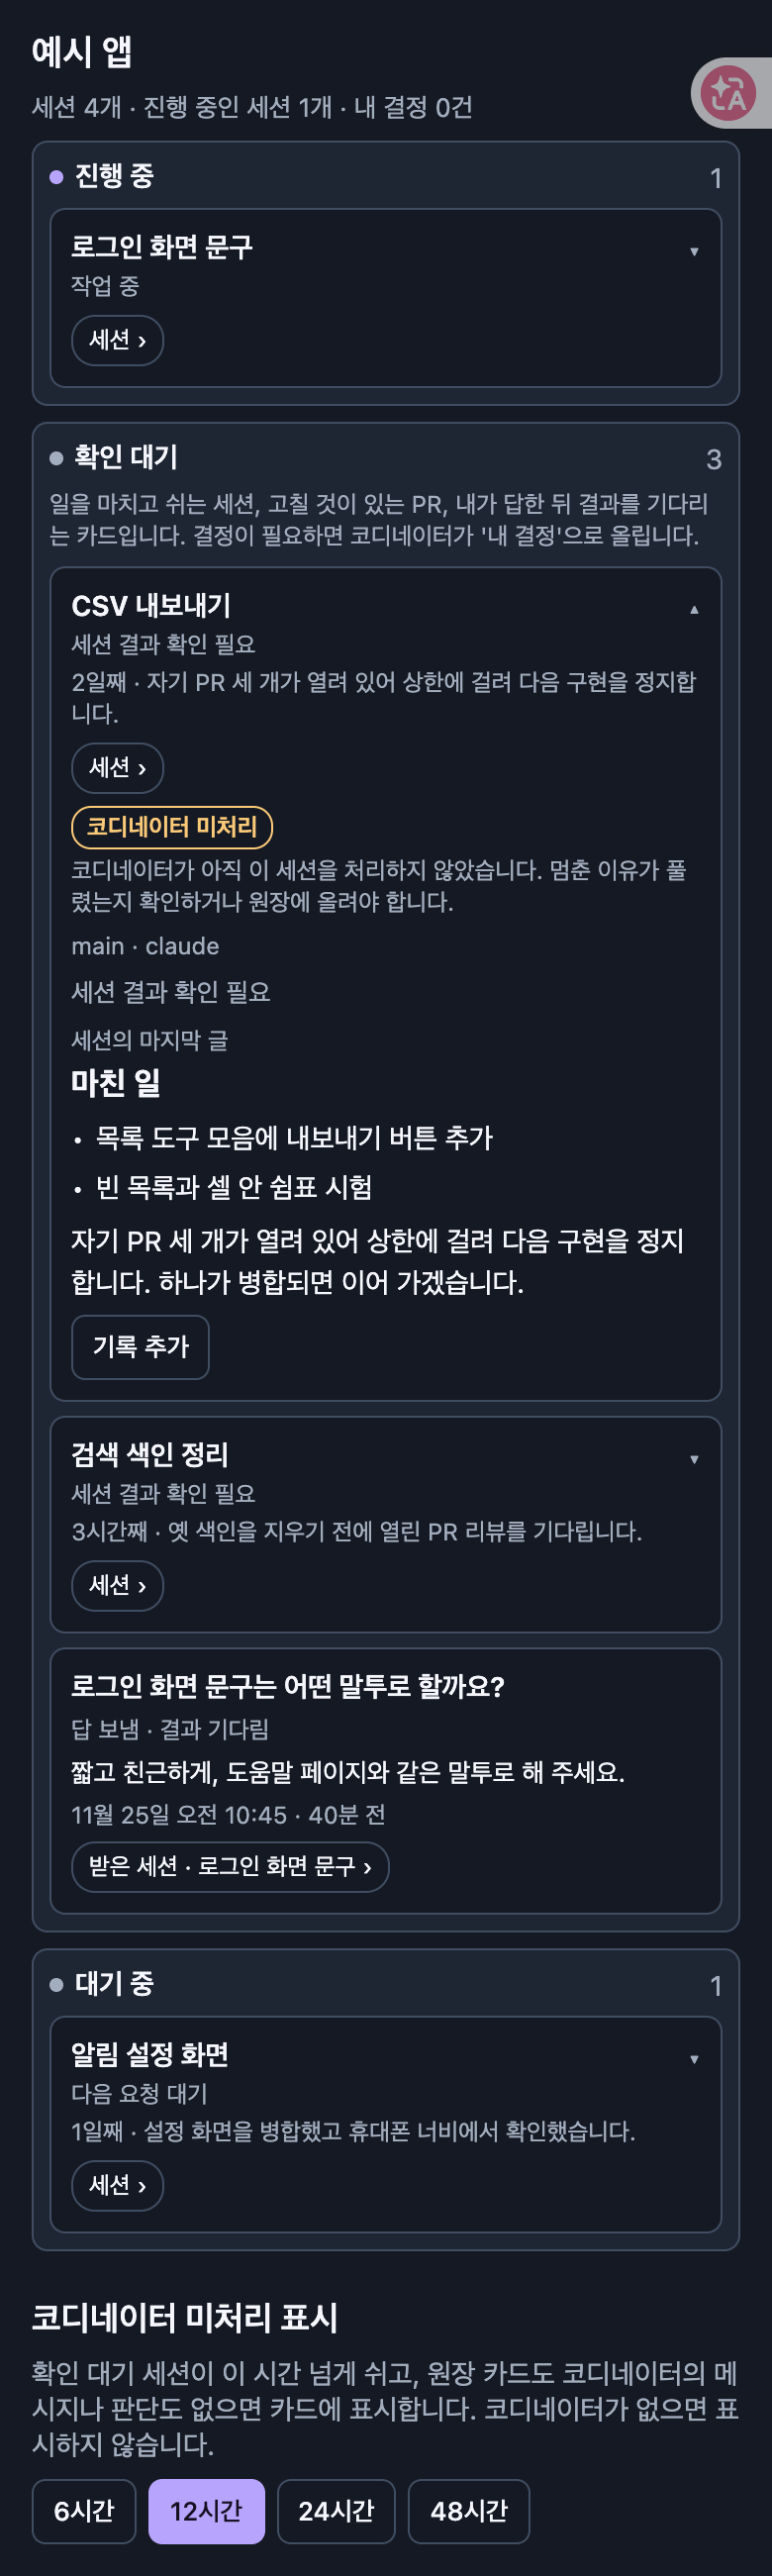 예시 앱
세션 4개 · 진행 중인 세션 1개 · 내 결정 0건
진행 중
1
로그인 화면 문구
작업 중
세션 ›
확인 대기
3
일을 마치고 쉬는 세션, 고칠 것이 있는 PR, 내가 답한 뒤 결과를 기다리
는 카드입니다. 결정이 필요하면 코디네이터가 '내 결정'으로 올립니다.
CSV 내보내기
세션 결과 확인 필요
2일째 · 자기 PR 세 개가 열려 있어 상한에 걸려 다음 구현을 정지합
니다.
세션 ›
코디네이터 미처리
코디네이터가 아직 이 세션을 처리하지 않았습니다. 멈춘 이유가 풀
렸는지 확인하거나 원장에 올려야 합니다.
main · claude
세션 결과 확인 필요
세션의 마지막 글
마친 일
• 목록 도구 모음에 내보내기 버튼 추가
• 빈 목록과 셀 안 쉼표 시험
자기 PR 세 개가 열려 있어 상한에 걸려 다음 구현을 정지
합니다. 하나가 병합되면 이어 가겠습니다.
기록 추가
검색 색인 정리
세션 결과 확인 필요
3시간째 · 옛 색인을 지우기 전에 열린 PR 리뷰를 기다립니다.
세션 ›
로그인 화면 문구는 어떤 말투로 할까요?
답 보냄 · 결과 기다림
짧고 친근하게, 도움말 페이지와 같은 말투로 해 주세요.
11월 25일 오전 10:45 · 40분 전
받은 세션 · 로그인 화면 문구 ›
대기 중
1
알림 설정 화면
다음 요청 대기
1일째 · 설정 화면을 병합했고 휴대폰 너비에서 확인했습니다.
세션 ›
코디네이터 미처리 표시
확인 대기 세션이 이 시간 넘게 쉬고, 원장 카드도 코디네이터의 메
시지나 판단도 없으면 카드에 표시합니다. 코디네이터가 없으면 표
시하지 않습니다.
6시간
12시간
24시간
48시간